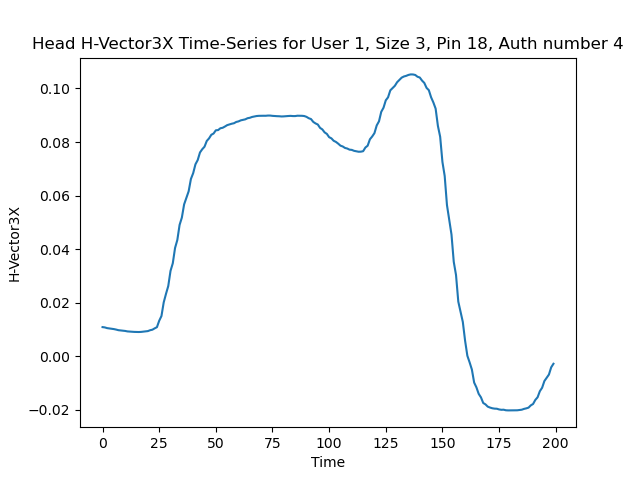 Head H-Vector3X Time-Series for User 1, Size 3, Pin 18, Auth number 4
H-Vector3X
0.10
0.08
0.06
0.04
0.02
0.00
−0.02
0 25 50 75 100 125 150 175 200
Time